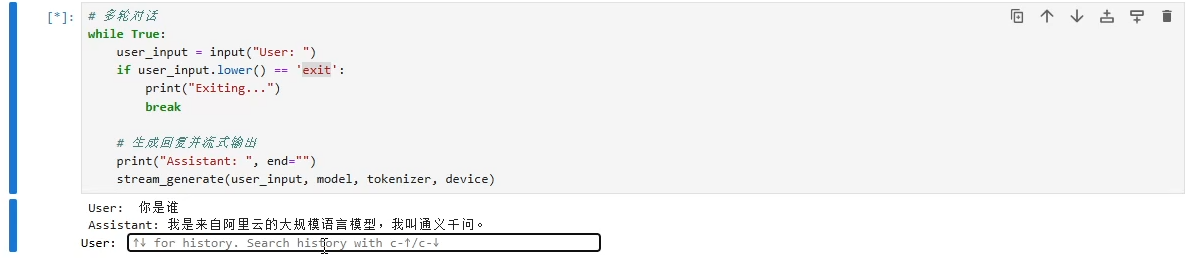 [*]: # 多轮对话
while True:
    user_input = input("User: ")
    if user_input.lower() == 'exit':
        print("Exiting...")
        break

    # 生成回复并流式输出
    print("Assistant: ", end="")
    stream_generate(user_input, model, tokenizer, device)
User:  你是谁
Assistant: 我是来自阿里云的大规模语言模型，我叫通义千问。
User: ↑↓ for history. Search history with c-↑/c-↓